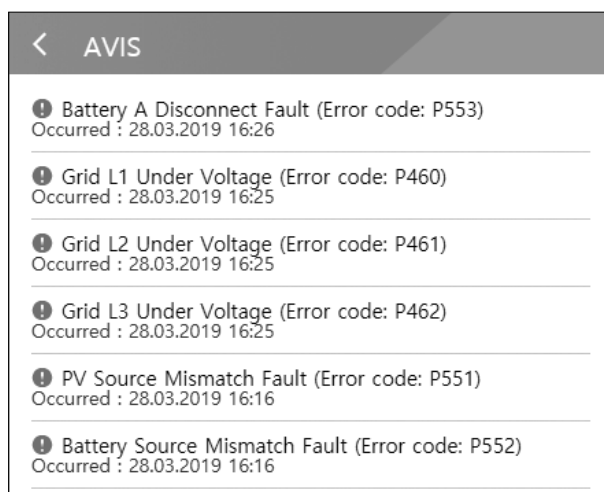 AVIS
Battery A Disconnect Fault (Error code: P553)
Occurred : 28.03.2019 16:26
Grid L1 Under Voltage (Error code: P460)
Occurred : 28.03.2019 16:25
Grid L2 Under Voltage (Error code: P461)
Occurred : 28.03.2019 16:25
Grid L3 Under Voltage (Error code: P462)
Occurred : 28.03.2019 16:25
PV Source Mismatch Fault (Error code: P551)
Occurred : 28.03.2019 16:16
Battery Source Mismatch Fault (Error code: P552)
Occurred : 28.03.2019 16:16